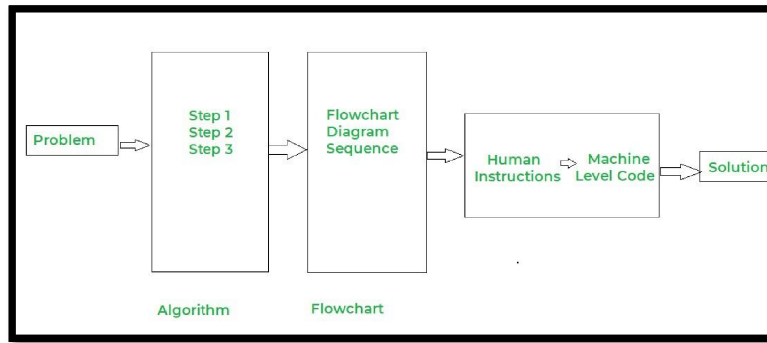 Problem
Step 1
Step 2
Step 3
Algorithm
Flowchart
Diagram
Sequence
Flowchart
Human
Instructions
Machine
Level Code
Solution